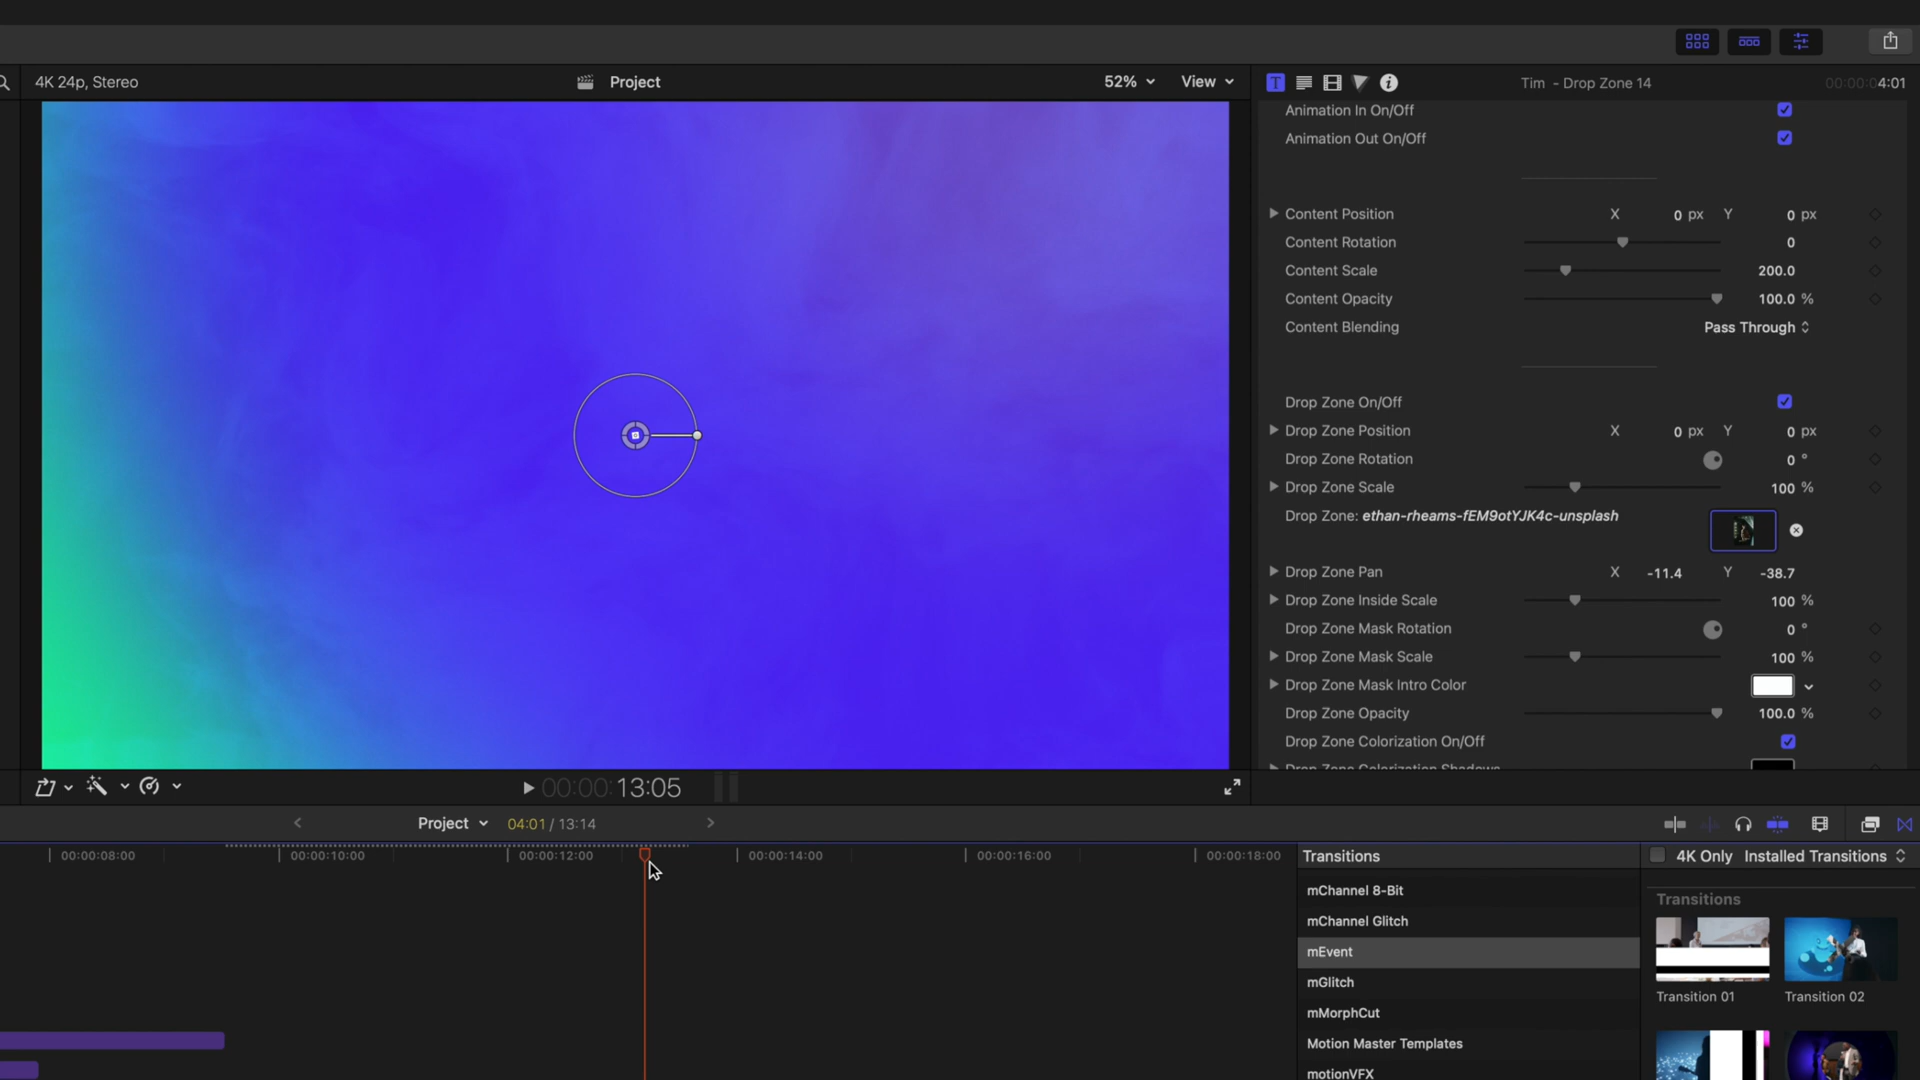 4K 24p, Stereo
Project
52%
View
Tim - Drop Zone 14
00:00:04:01
Animation In On/Off
Animation Out On/Off
Content Position X 0 px Y 0 px
Content Rotation 0
Content Scale 200.0
Content Opacity 100.0 %
Content Blending Pass Through
Drop Zone On/Off
Drop Zone Position X 0 px Y 0 px
Drop Zone Rotation 0 °
Drop Zone Scale 100 %
Drop Zone: ethan-rheams-fEM9otYJK4c-unsplash
Drop Zone Pan X -11.4 Y -38.7
Drop Zone Inside Scale 100 %
Drop Zone Mask Rotation 0 °
Drop Zone Mask Scale 100 %
Drop Zone Mask Intro Color
Drop Zone Opacity 100.0 %
Drop Zone Colorization On/Off
Drop Zone Colorization Shadows
00:00:13:05
Project 04:01 / 13:14
00:00:08:00 00:00:10:00 00:00:12:00 00:00:14:00 00:00:16:00 00:00:18:00
Transitions
4K Only Installed Transitions
mChannel 8-Bit
mChannel Glitch
mEvent
mGlitch
mMorphCut
Motion Master Templates
motionVFX
Transitions
Transition 01
Transition 02